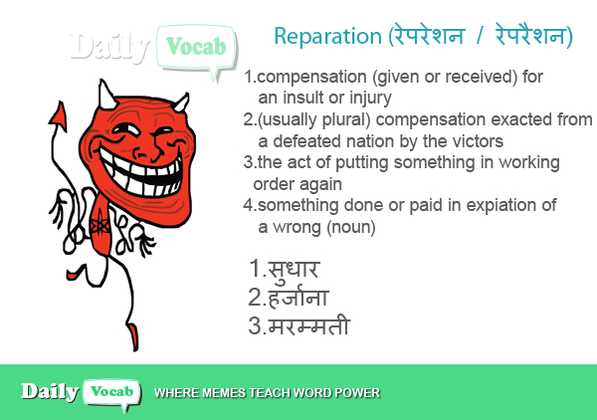 Daily Vocab
Reparation (रेपरेशन / रेपरैशन)
1.compensation (given or received) for
an insult or injury
2.(usually plural) compensation exacted from
a defeated nation by the victors
3.the act of putting something in working
order again
4.something done or paid in expiation of
a wrong (noun)
1.सुधार
2.हर्जाना
3.मरम्मती
Daily Vocab WHERE MEMES TEACH WORD POWER